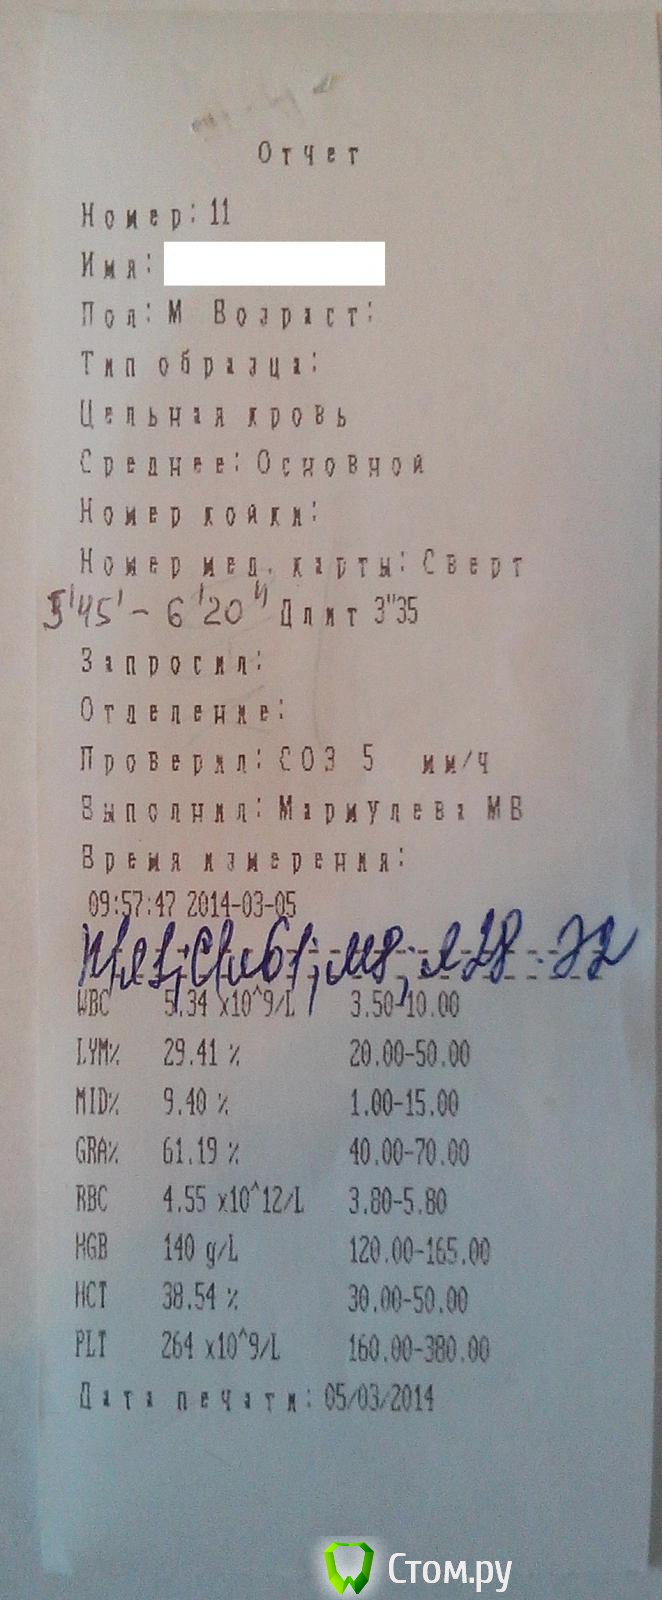 Отчет
Номер: 11
Имя:
Пол: М Возраст:
Тип образца:
Цельная кровь
Среднее: Основной
Номер койки:
Номер мед. карты: Сверт
5'45' - 6'20" Длит 3"35
Запросил:
Отделение:
Проверил: СОЭ 5 мм/ч
Выполнил: Мармулева МВ
Время измерения:
09:57:47 2014-03-05
м8; л28 э2
WBC 5.34 x10^9/L 3.50-10.00
LYM% 29.41 % 20.00-50.00
MID% 9.40 % 1.00-15.00
GRA% 61.19 % 40.00-70.00
RBC 4.55 x10^12/L 3.80-5.80
HGB 140 g/L 120.00-165.00
HCT 38.54 % 30.00-50.00
PLT 264 x10^9/L 160.00-380.00
Дата печати: 05/03/2014
Стом.ру